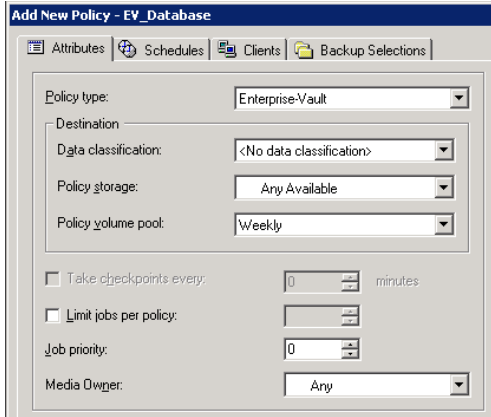 Add New Policy - EV_Database
Attributes Schedules Clients Backup Selections
Policy type: Enterprise-Vault
Destination
Data classification: <No data classification>
Policy storage: Any Available
Policy volume pool: Weekly
Take checkpoints every: 0 minutes
Limit jobs per policy:
Job priority: 0
Media Owner: Any